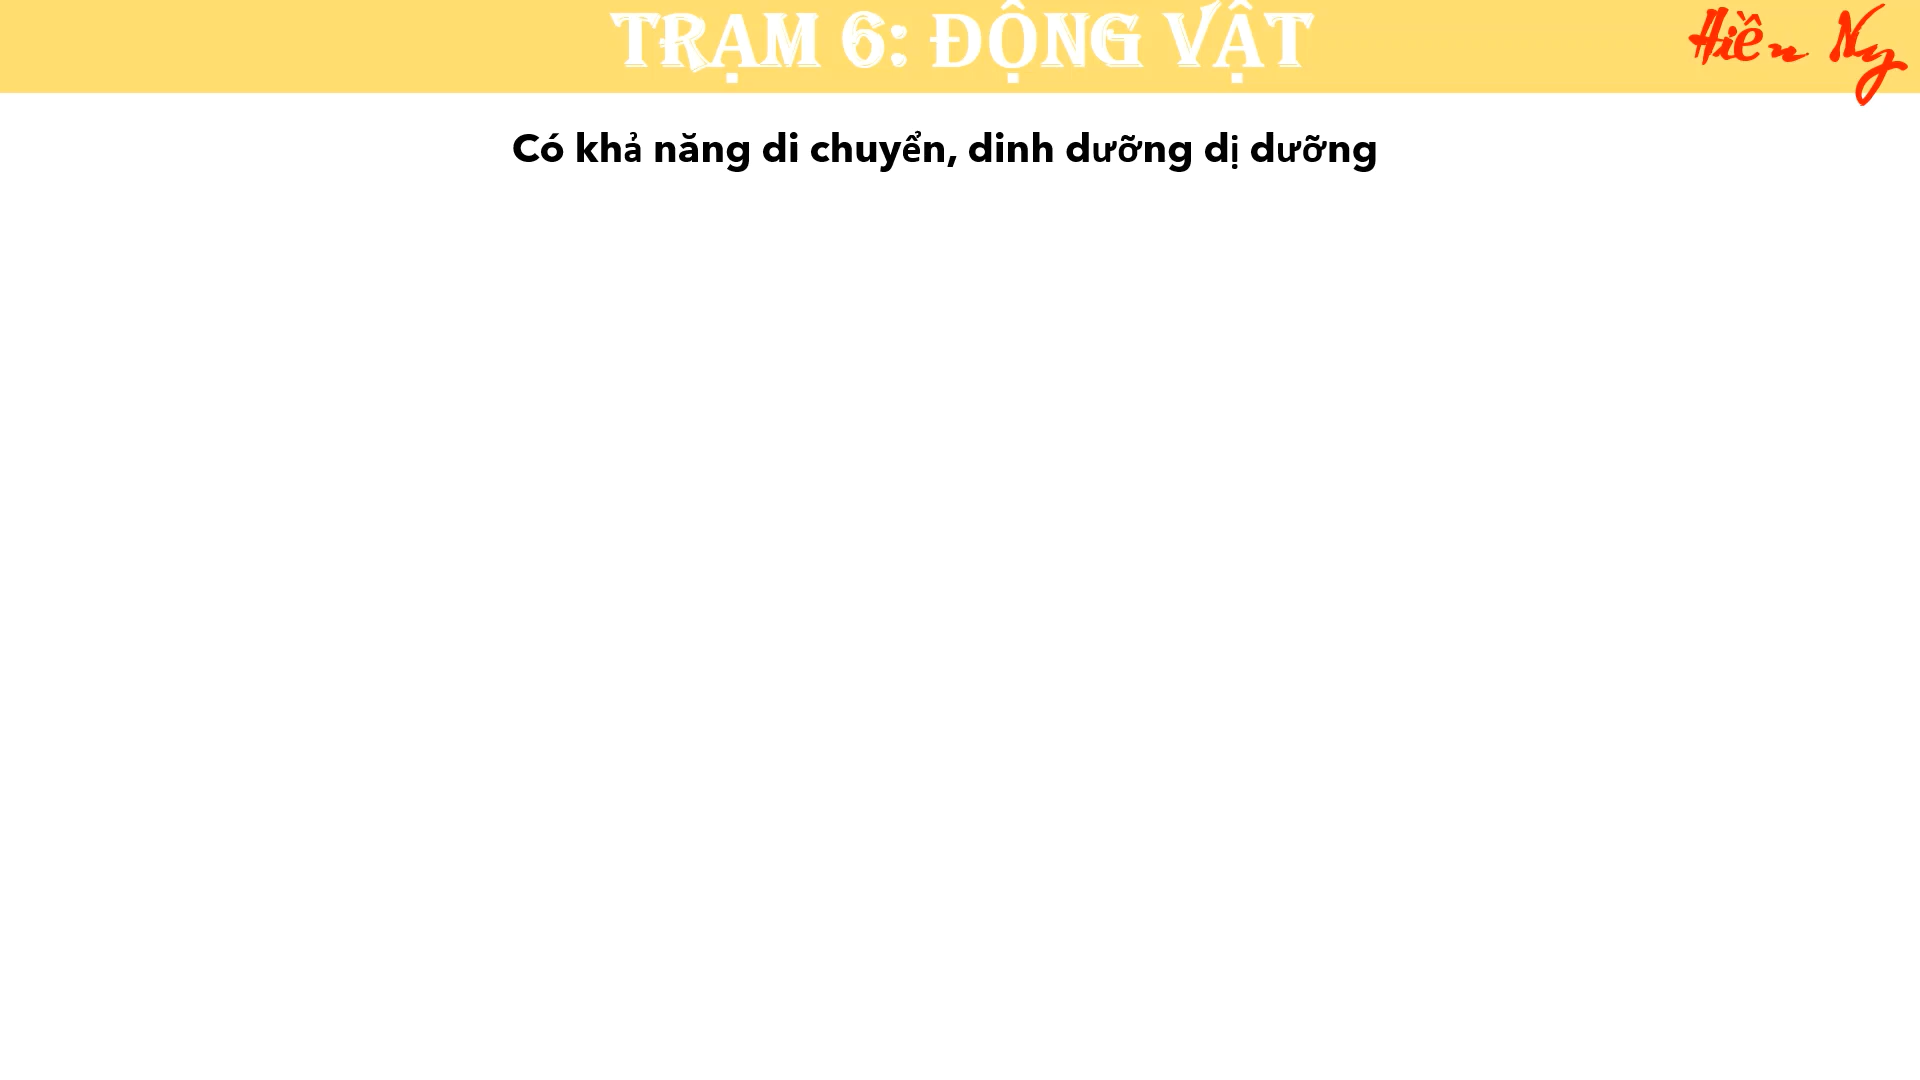 TRẠM 6: ĐỘNG VẬT
Hiền Ny
Có khả năng di chuyển, dinh dưỡng dị dưỡng